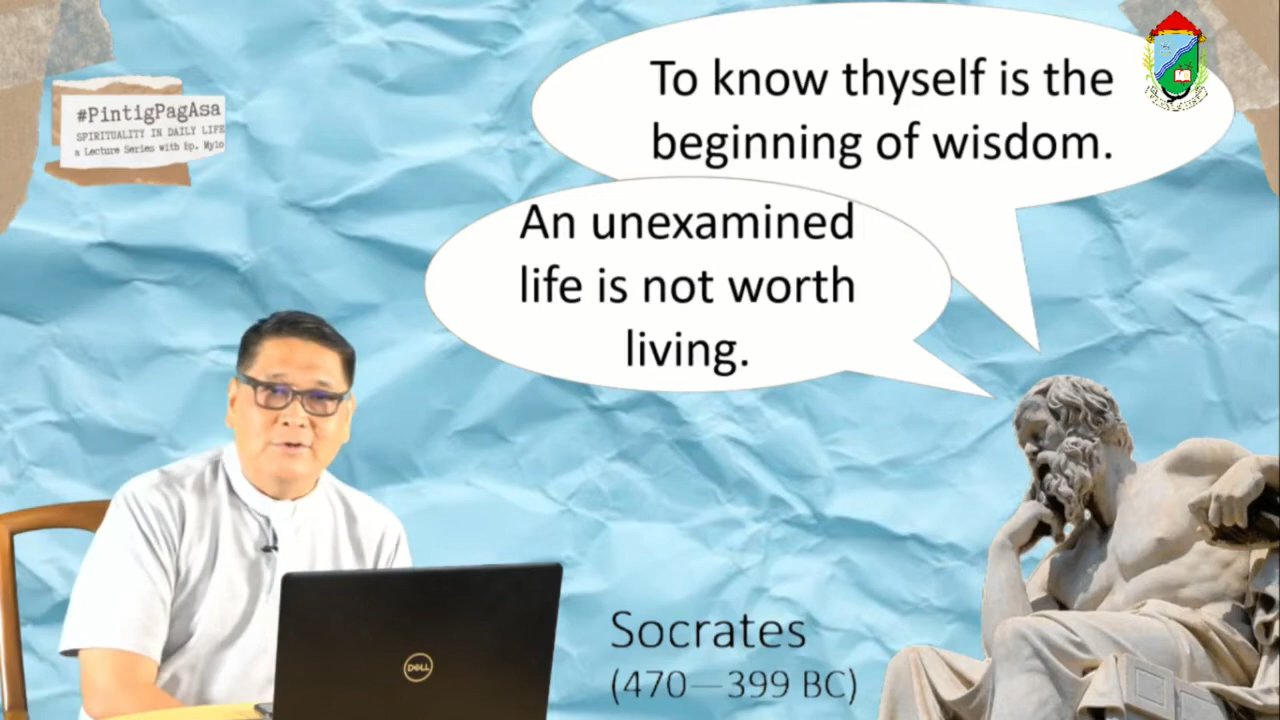 #PintigPagAsa
SPIRITUALITY IN DAILY LIFE
a Lecture Series with Ep. Mylo
To know thyself is the
beginning of wisdom.
An unexamined
life is not worth
living.
Socrates
(470—399 BC)
DELL